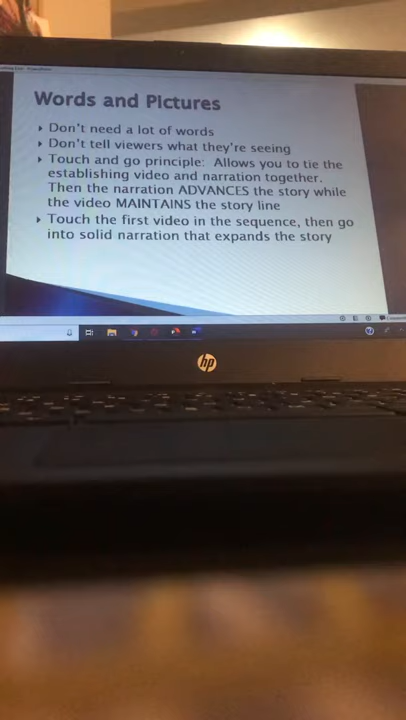 Words and Pictures
Don't need a lot of words
Don't tell viewers what they're seeing
Touch and go principle: Allows you to tie the
establishing video and narration together.
Then the narration ADVANCES the story while
the video MAINTAINS the story line
Touch the first video in the sequence, then go
into solid narration that expands the story
hp